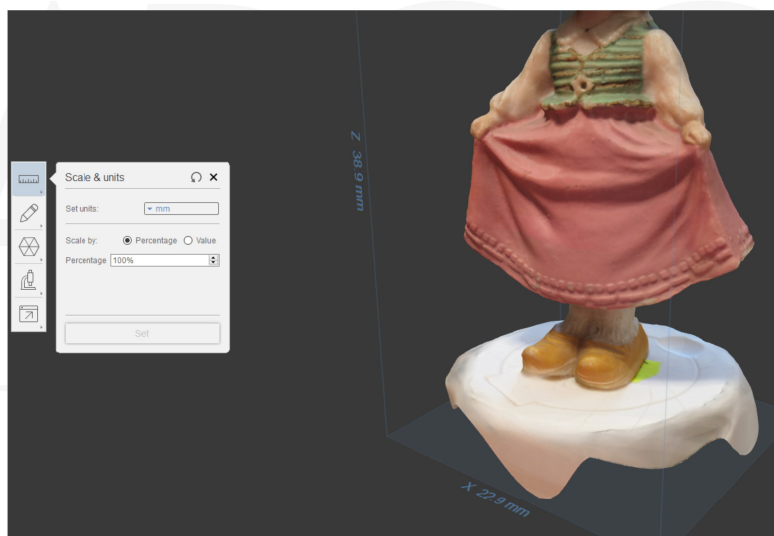 Scale & units
Set units:
mm
Scale by:
Percentage
Value
Percentage
100%
Set
Z 38.9 mm
X 22.9 mm